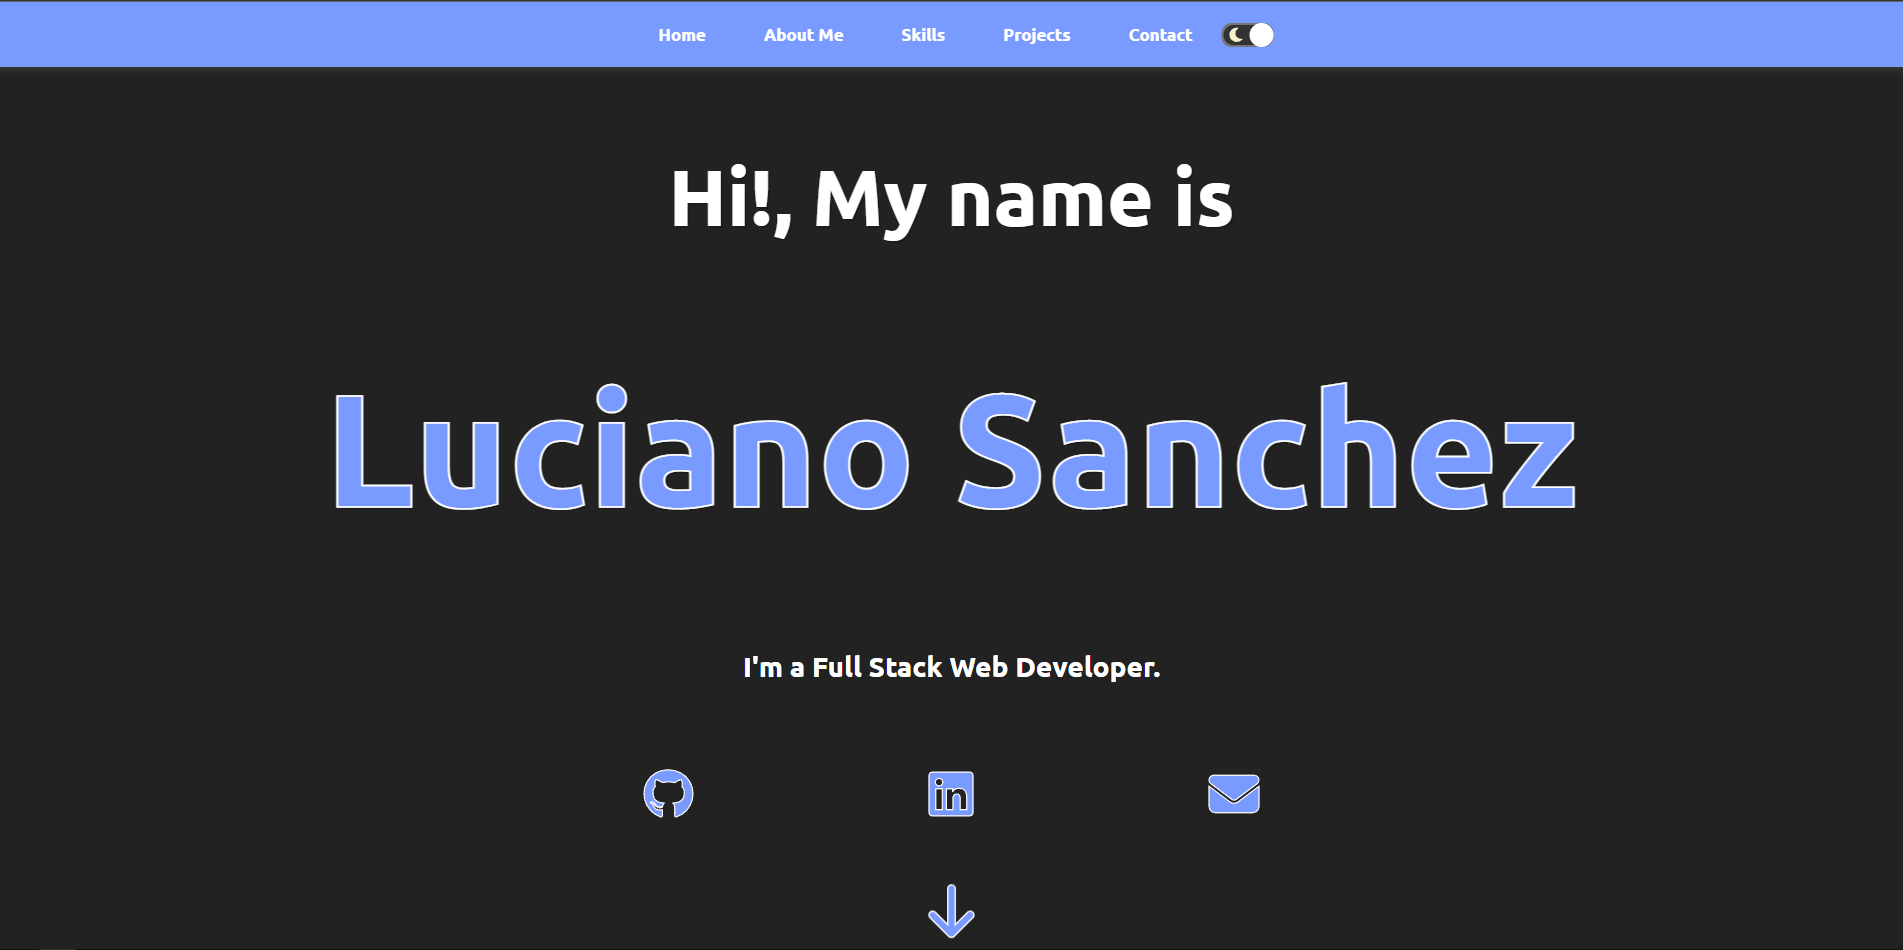 Home About Me Skills Projects Contact
Hi!, My name is
Luciano Sanchez
I'm a Full Stack Web Developer.
in